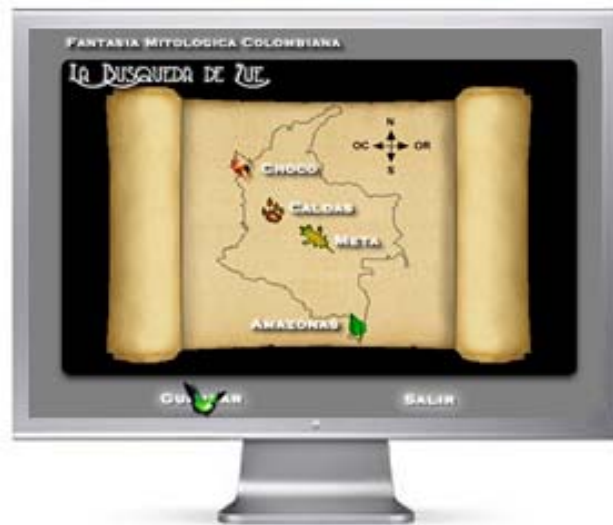 Fantasia Mitologica Colombiana
La Busqueda de Zue
N
OC OR
S
Choco
Caldas
Meta
Amazonas
Salir